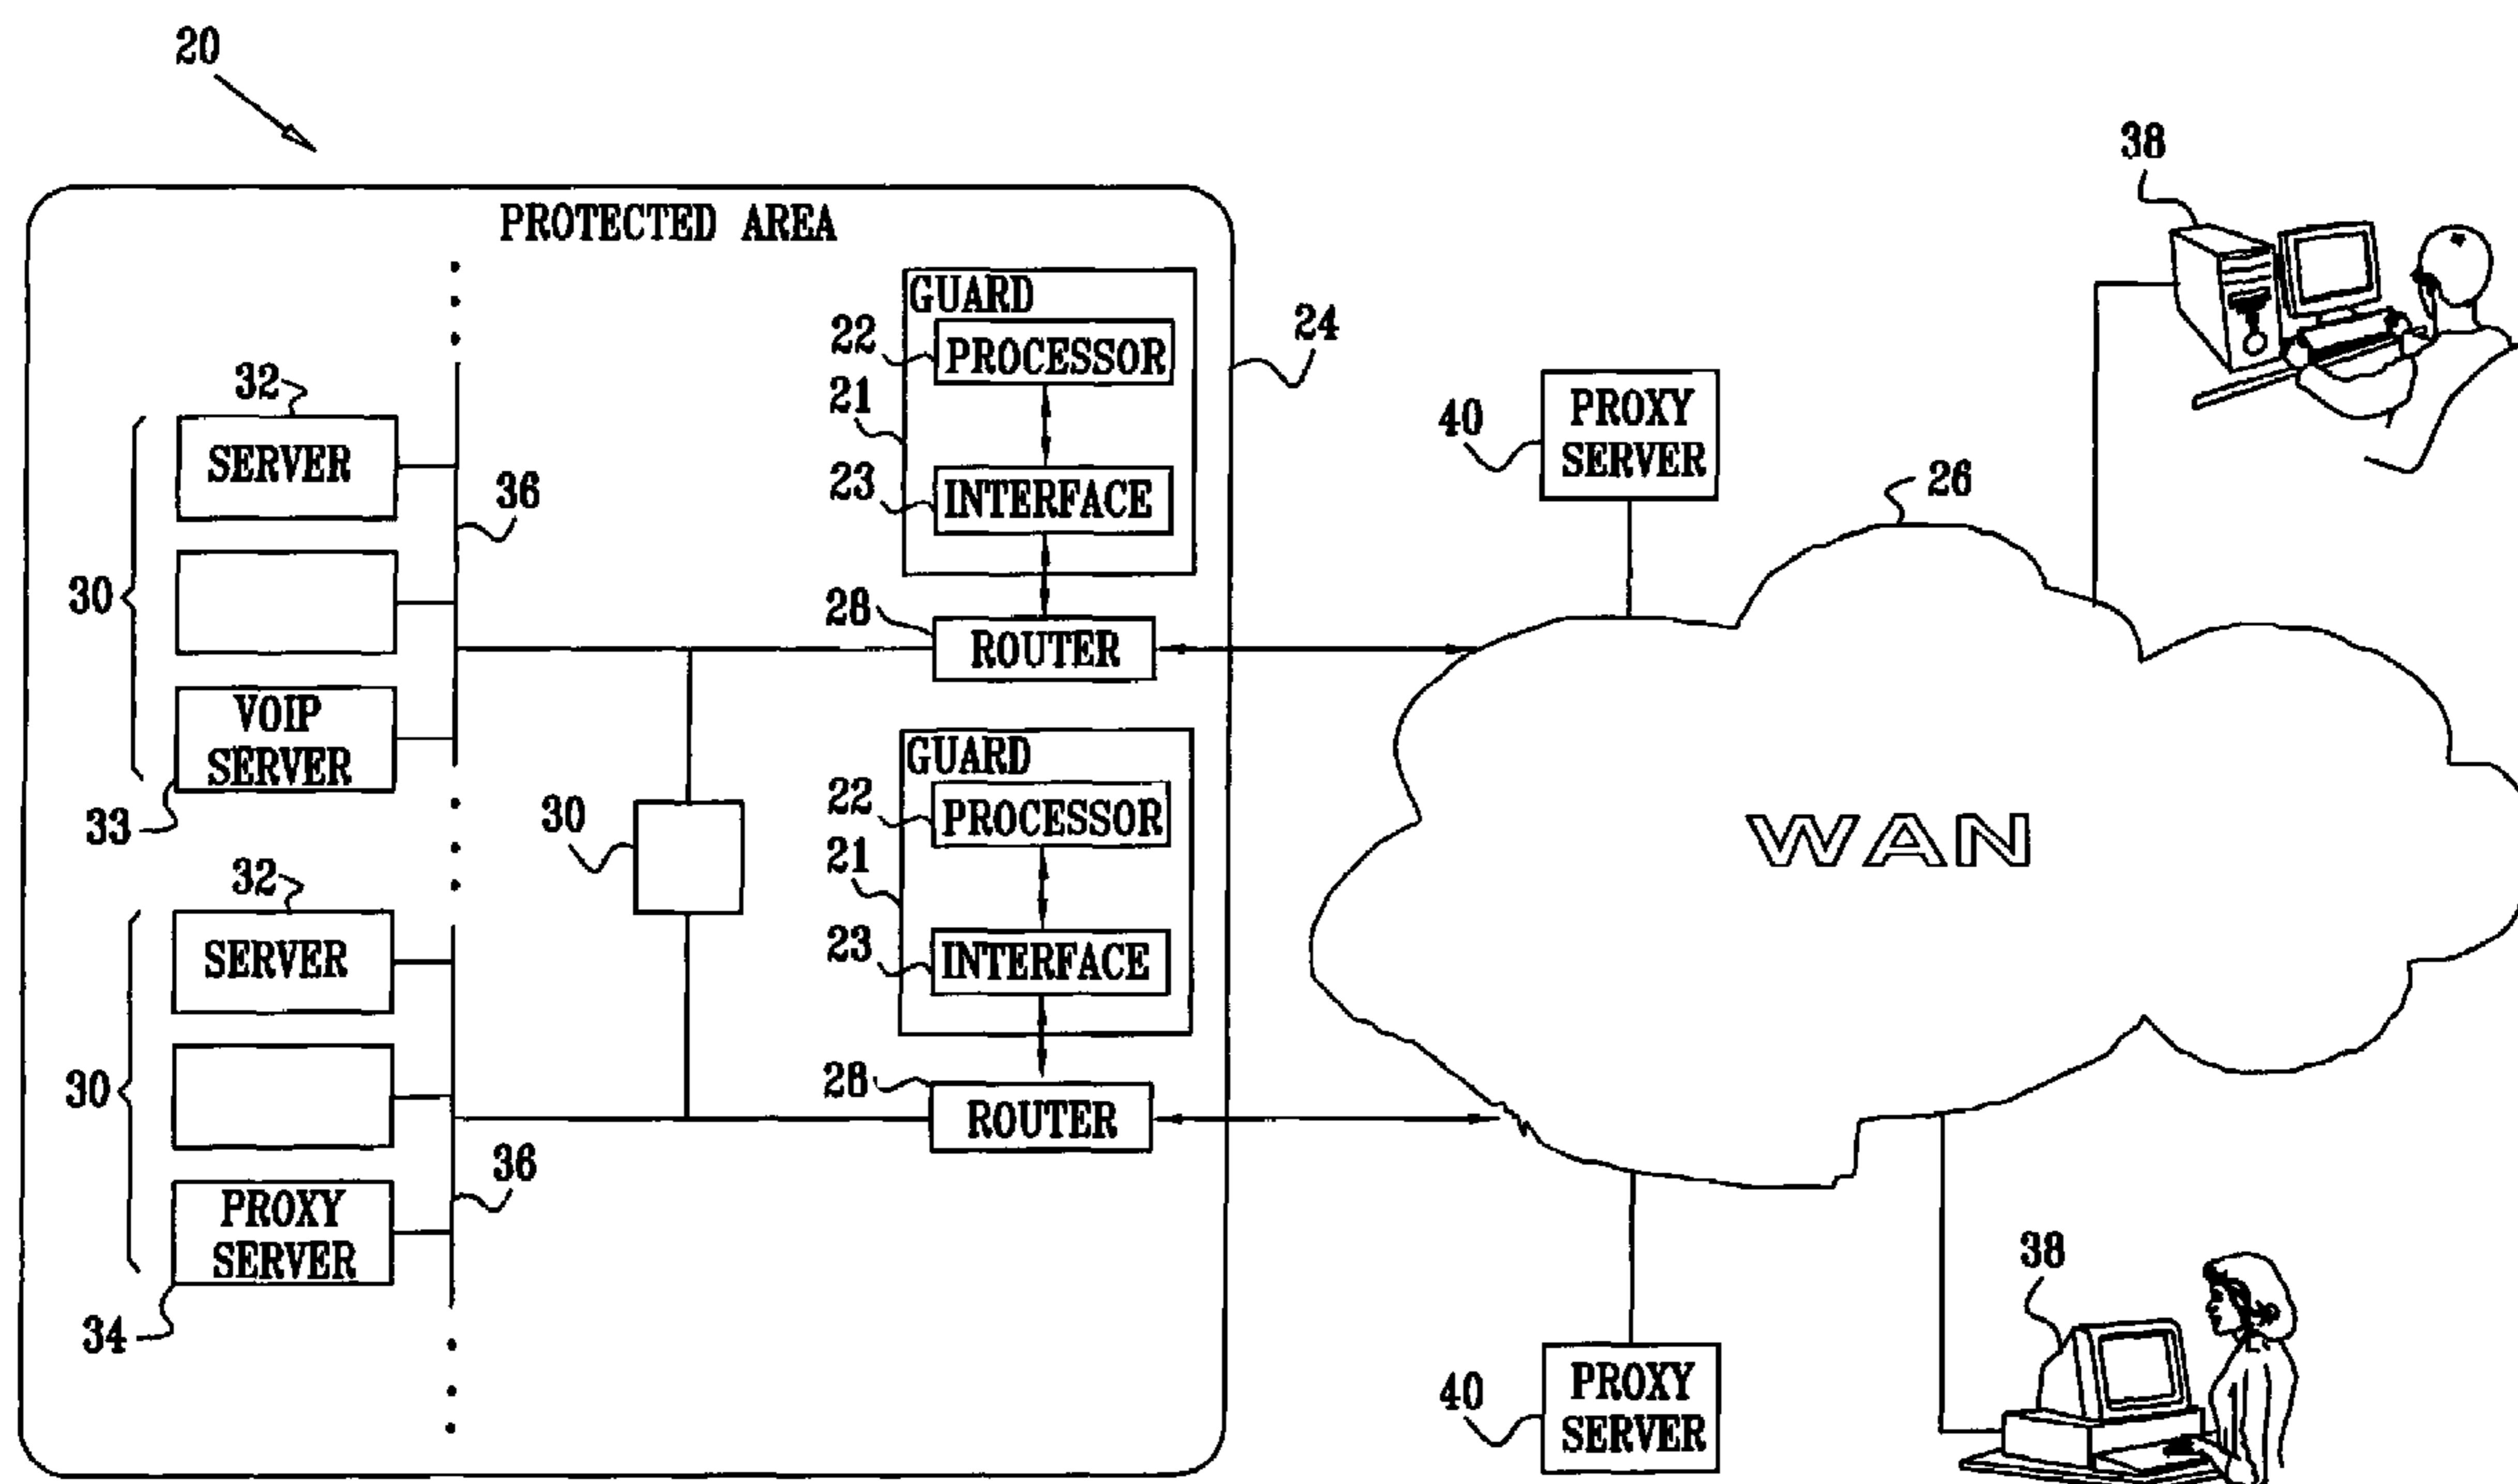 20
38
PROTECTED AREA
GUARD
22
PROCESSOR
24
21
32
SERVER
36
23
INTERFACE
40
PROXY
SERVER
26
30
28
ROUTER
VOIP
SERVER
33
GUARD
22
PROCESSOR
30
21
WAN
32
SERVER
23
INTERFACE
30
28
ROUTER
36
PROXY
SERVER
34
38
40
PROXY
SERVER